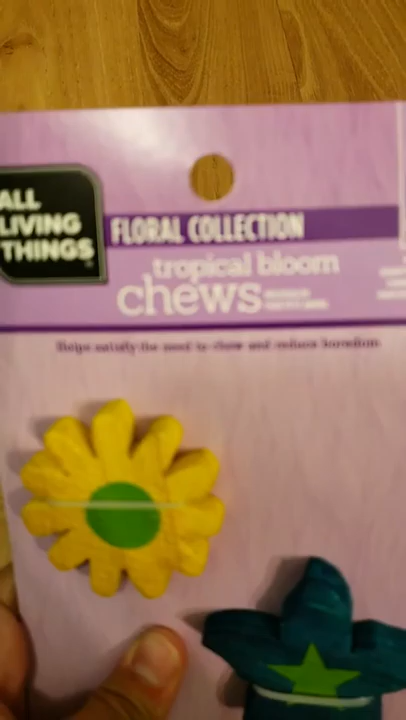 ALL
LIVING
THINGS®
FLORAL COLLECTION
tropical bloom
chews
Helps satisfy the need to chew and reduce boredom